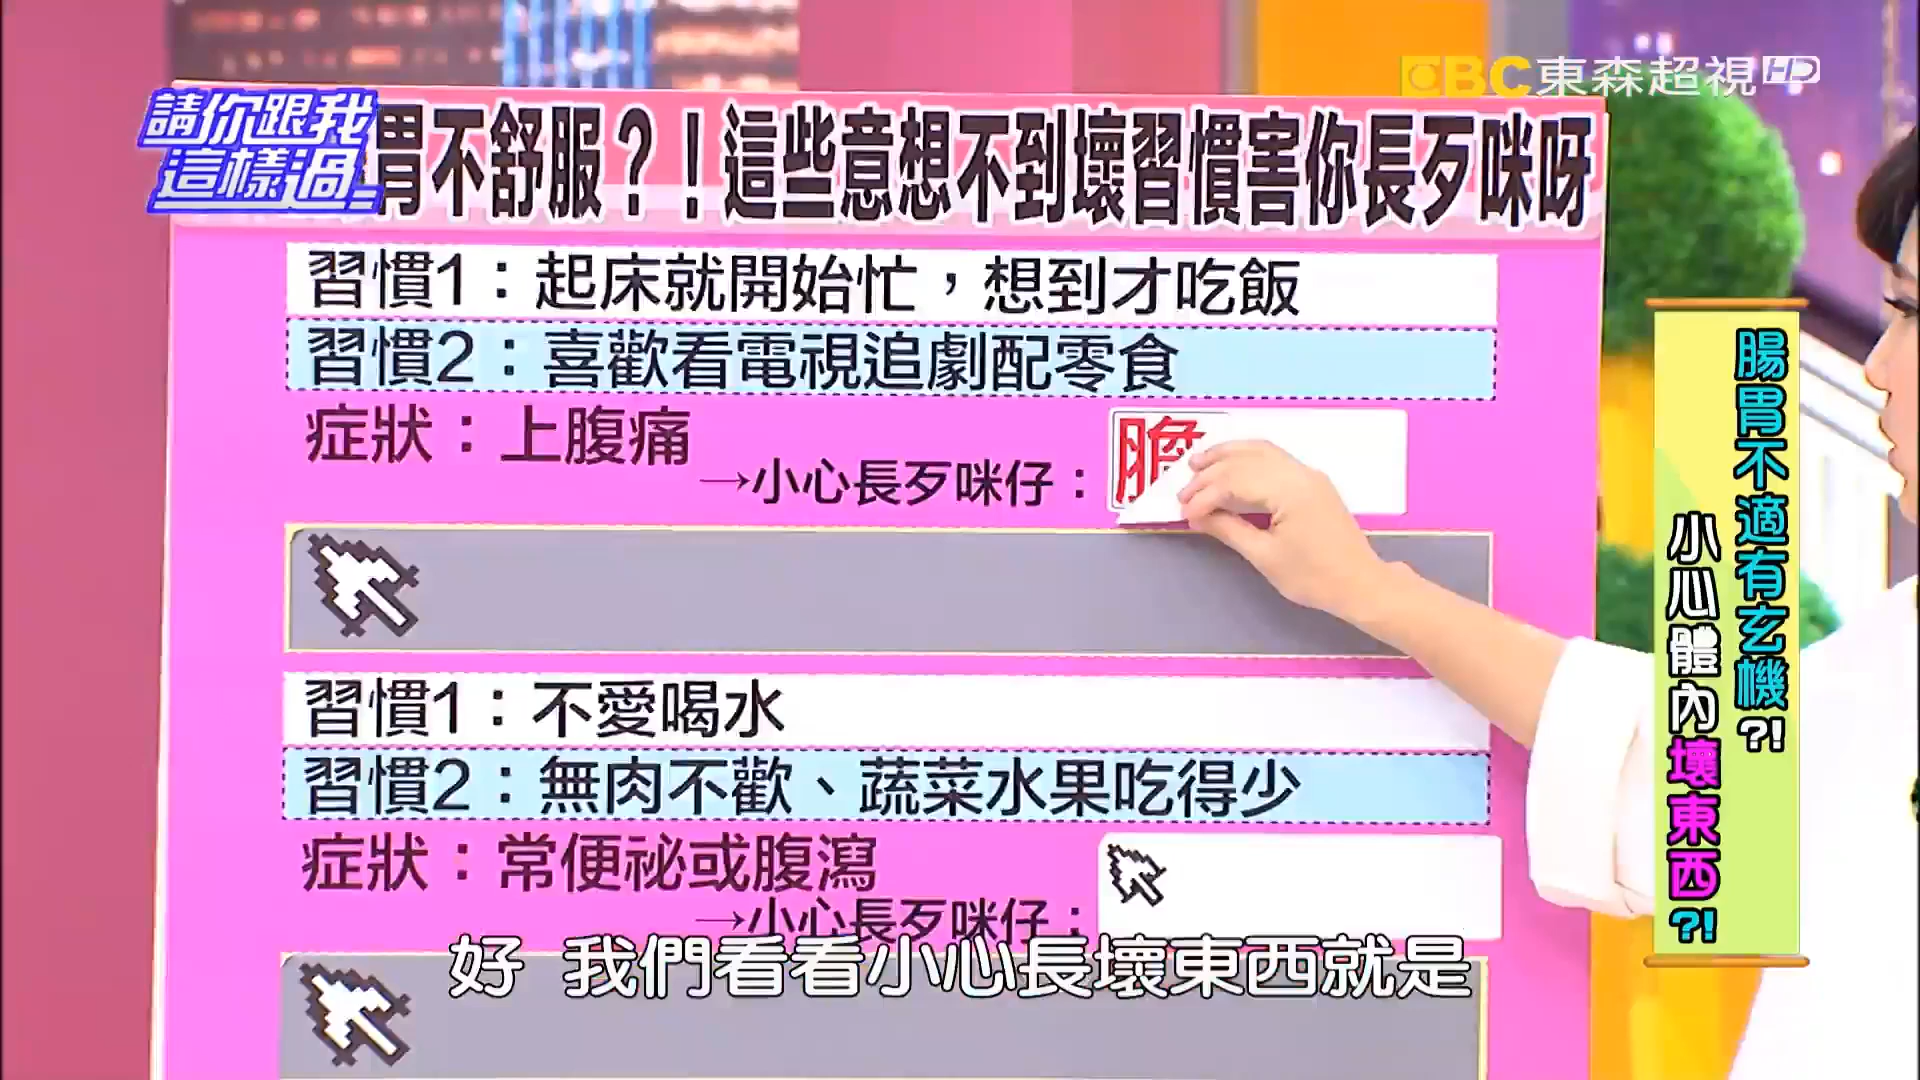 EBC東森超視HD
請你跟我
這樣過
胃不舒服？！這些意想不到壞習慣害你長歹咪呀
習慣1：起床就開始忙，想到才吃飯
習慣2：喜歡看電視追劇配零食
症狀：上腹痛
→小心長歹咪仔：膽
習慣1：不愛喝水
習慣2：無肉不歡、蔬菜水果吃得少
症狀：常便祕或腹瀉
→小心長歹咪仔：
腸胃不適有玄機?!
小心體內壞東西?!
好 我們看看小心長壞東西就是